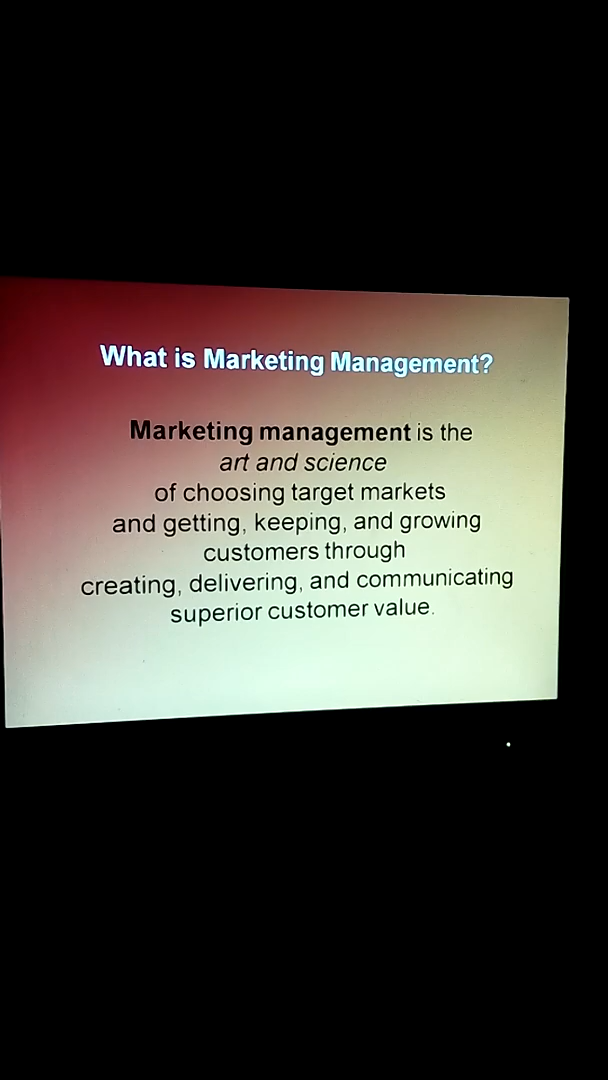 What is Marketing Management?
Marketing management is the
art and science
of choosing target markets
and getting, keeping, and growing
customers through
creating, delivering, and communicating
superior customer value.